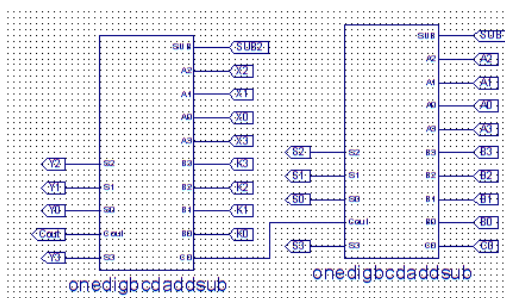 SUB SUB2
A2 X2
A1 X1
A0 X0
A3 X3
Y2 S2 B3 K3
Y1 S1 B2 K2
Y0 S0 B1 K1
Cout Cout B0 K0
Y3 S3 C0
onedigbcdaddsub
SUB SUB
A2 A2
A1 A1
A0 A0
A3 A3
S2 S2 B3 B3
S1 S1 B2 B2
S0 S0 B1 B1
Cout B0 B0
S3 S3 C0 C0
onedigbcdaddsub